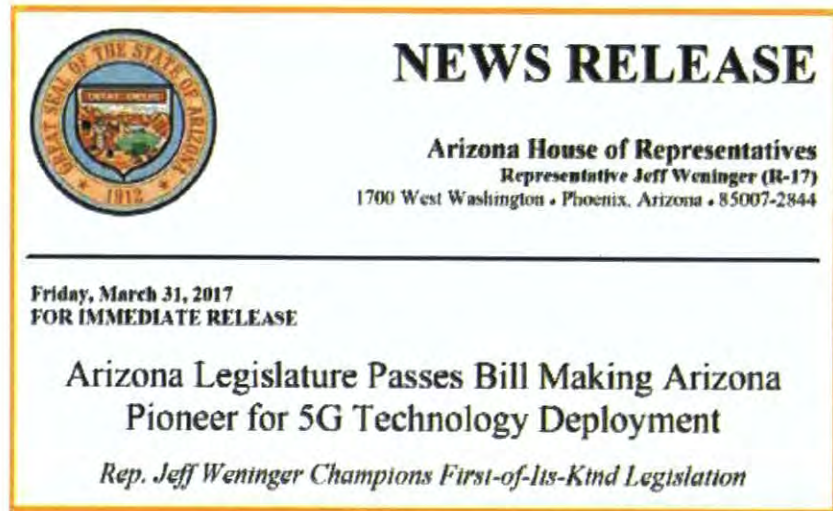 GREAT SEAL OF THE STATE OF ARIZONA
DITAT DEUS
1912
NEWS RELEASE
Arizona House of Representatives
Representative Jeff Weninger (R-17)
1700 West Washington • Phoenix, Arizona • 85007-2844
Friday, March 31, 2017
FOR IMMEDIATE RELEASE
Arizona Legislature Passes Bill Making Arizona
Pioneer for 5G Technology Deployment
Rep. Jeff Weninger Champions First-of-Its-Kind Legislation